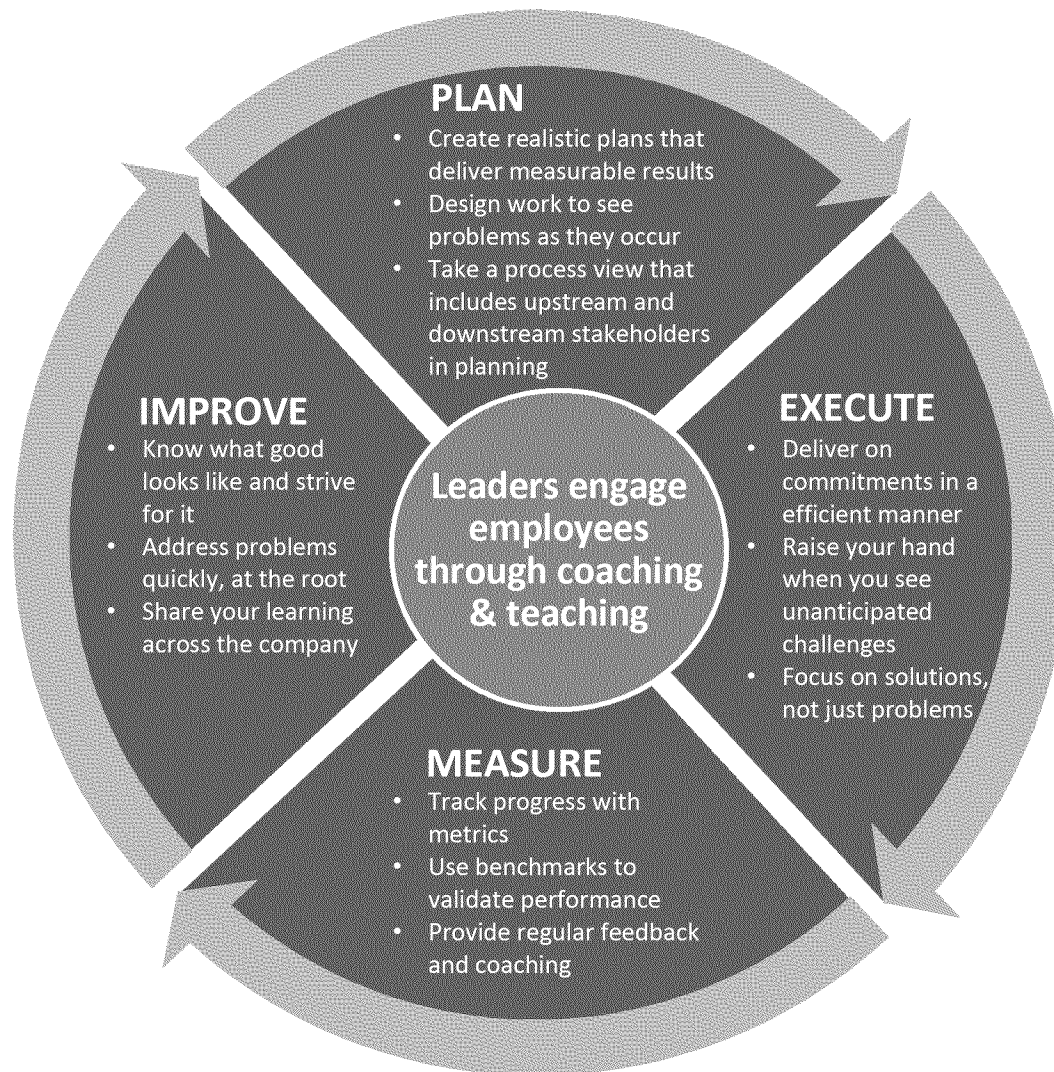 PLAN
• Create realistic plans that
deliver measurable results
• Design work to see
problems as they occur
• Take a process view that
includes upstream and
downstream stakeholders
in planning
EXECUTE
• Deliver on
commitments in a
efficient manner
• Raise your hand
when you see
unanticipated
challenges
• Focus on solutions,
not just problems
MEASURE
• Track progress with
metrics
• Use benchmarks to
validate performance
• Provide regular feedback
and coaching
IMPROVE
• Know what good
looks like and strive
for it
• Address problems
quickly, at the root
• Share your learning
across the company
Leaders engage
employees
through coaching
& teaching